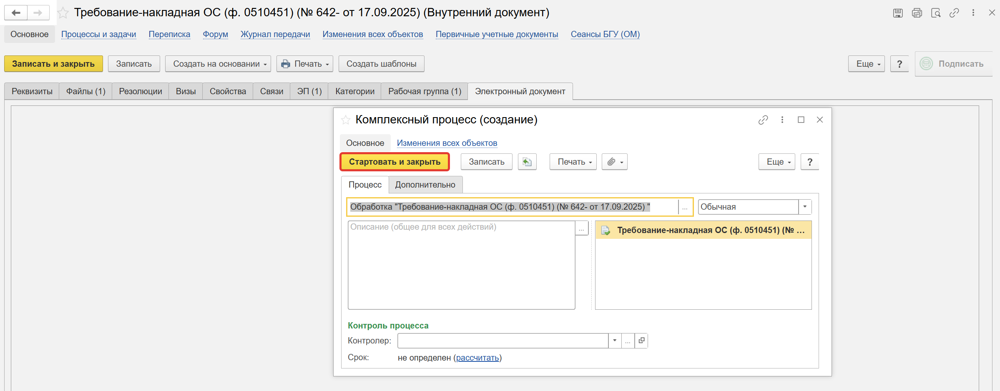 Требование-накладная ОС (ф. 0510451) (№ 642- от 17.09.2025) (Внутренний документ)
Основное Процессы и задачи Переписка Форум Журнал передачи Изменения всех объектов Первичные учетные документы Сеансы БГУ (ОМ)
Записать и закрыть Записать Создать на основании Печать Создать шаблоны Еще ? Подписать
Реквизиты Файлы (1) Резолюции Визы Свойства Связи ЭП (1) Категории Рабочая группа (1) Электронный документ
Комплексный процесс (создание)
Основное Изменения всех объектов
Стартовать и закрыть Записать Печать Еще ?
Процесс Дополнительно
Обработка "Требование-накладная ОС (ф. 0510451) (№ 642- от 17.09.2025) " ... Обычная
Описание (общее для всех действий) ... Требование-накладная ОС (ф. 0510451) (№ ...
Контроль процесса
Контролер: ...
Срок: не определен (рассчитать)